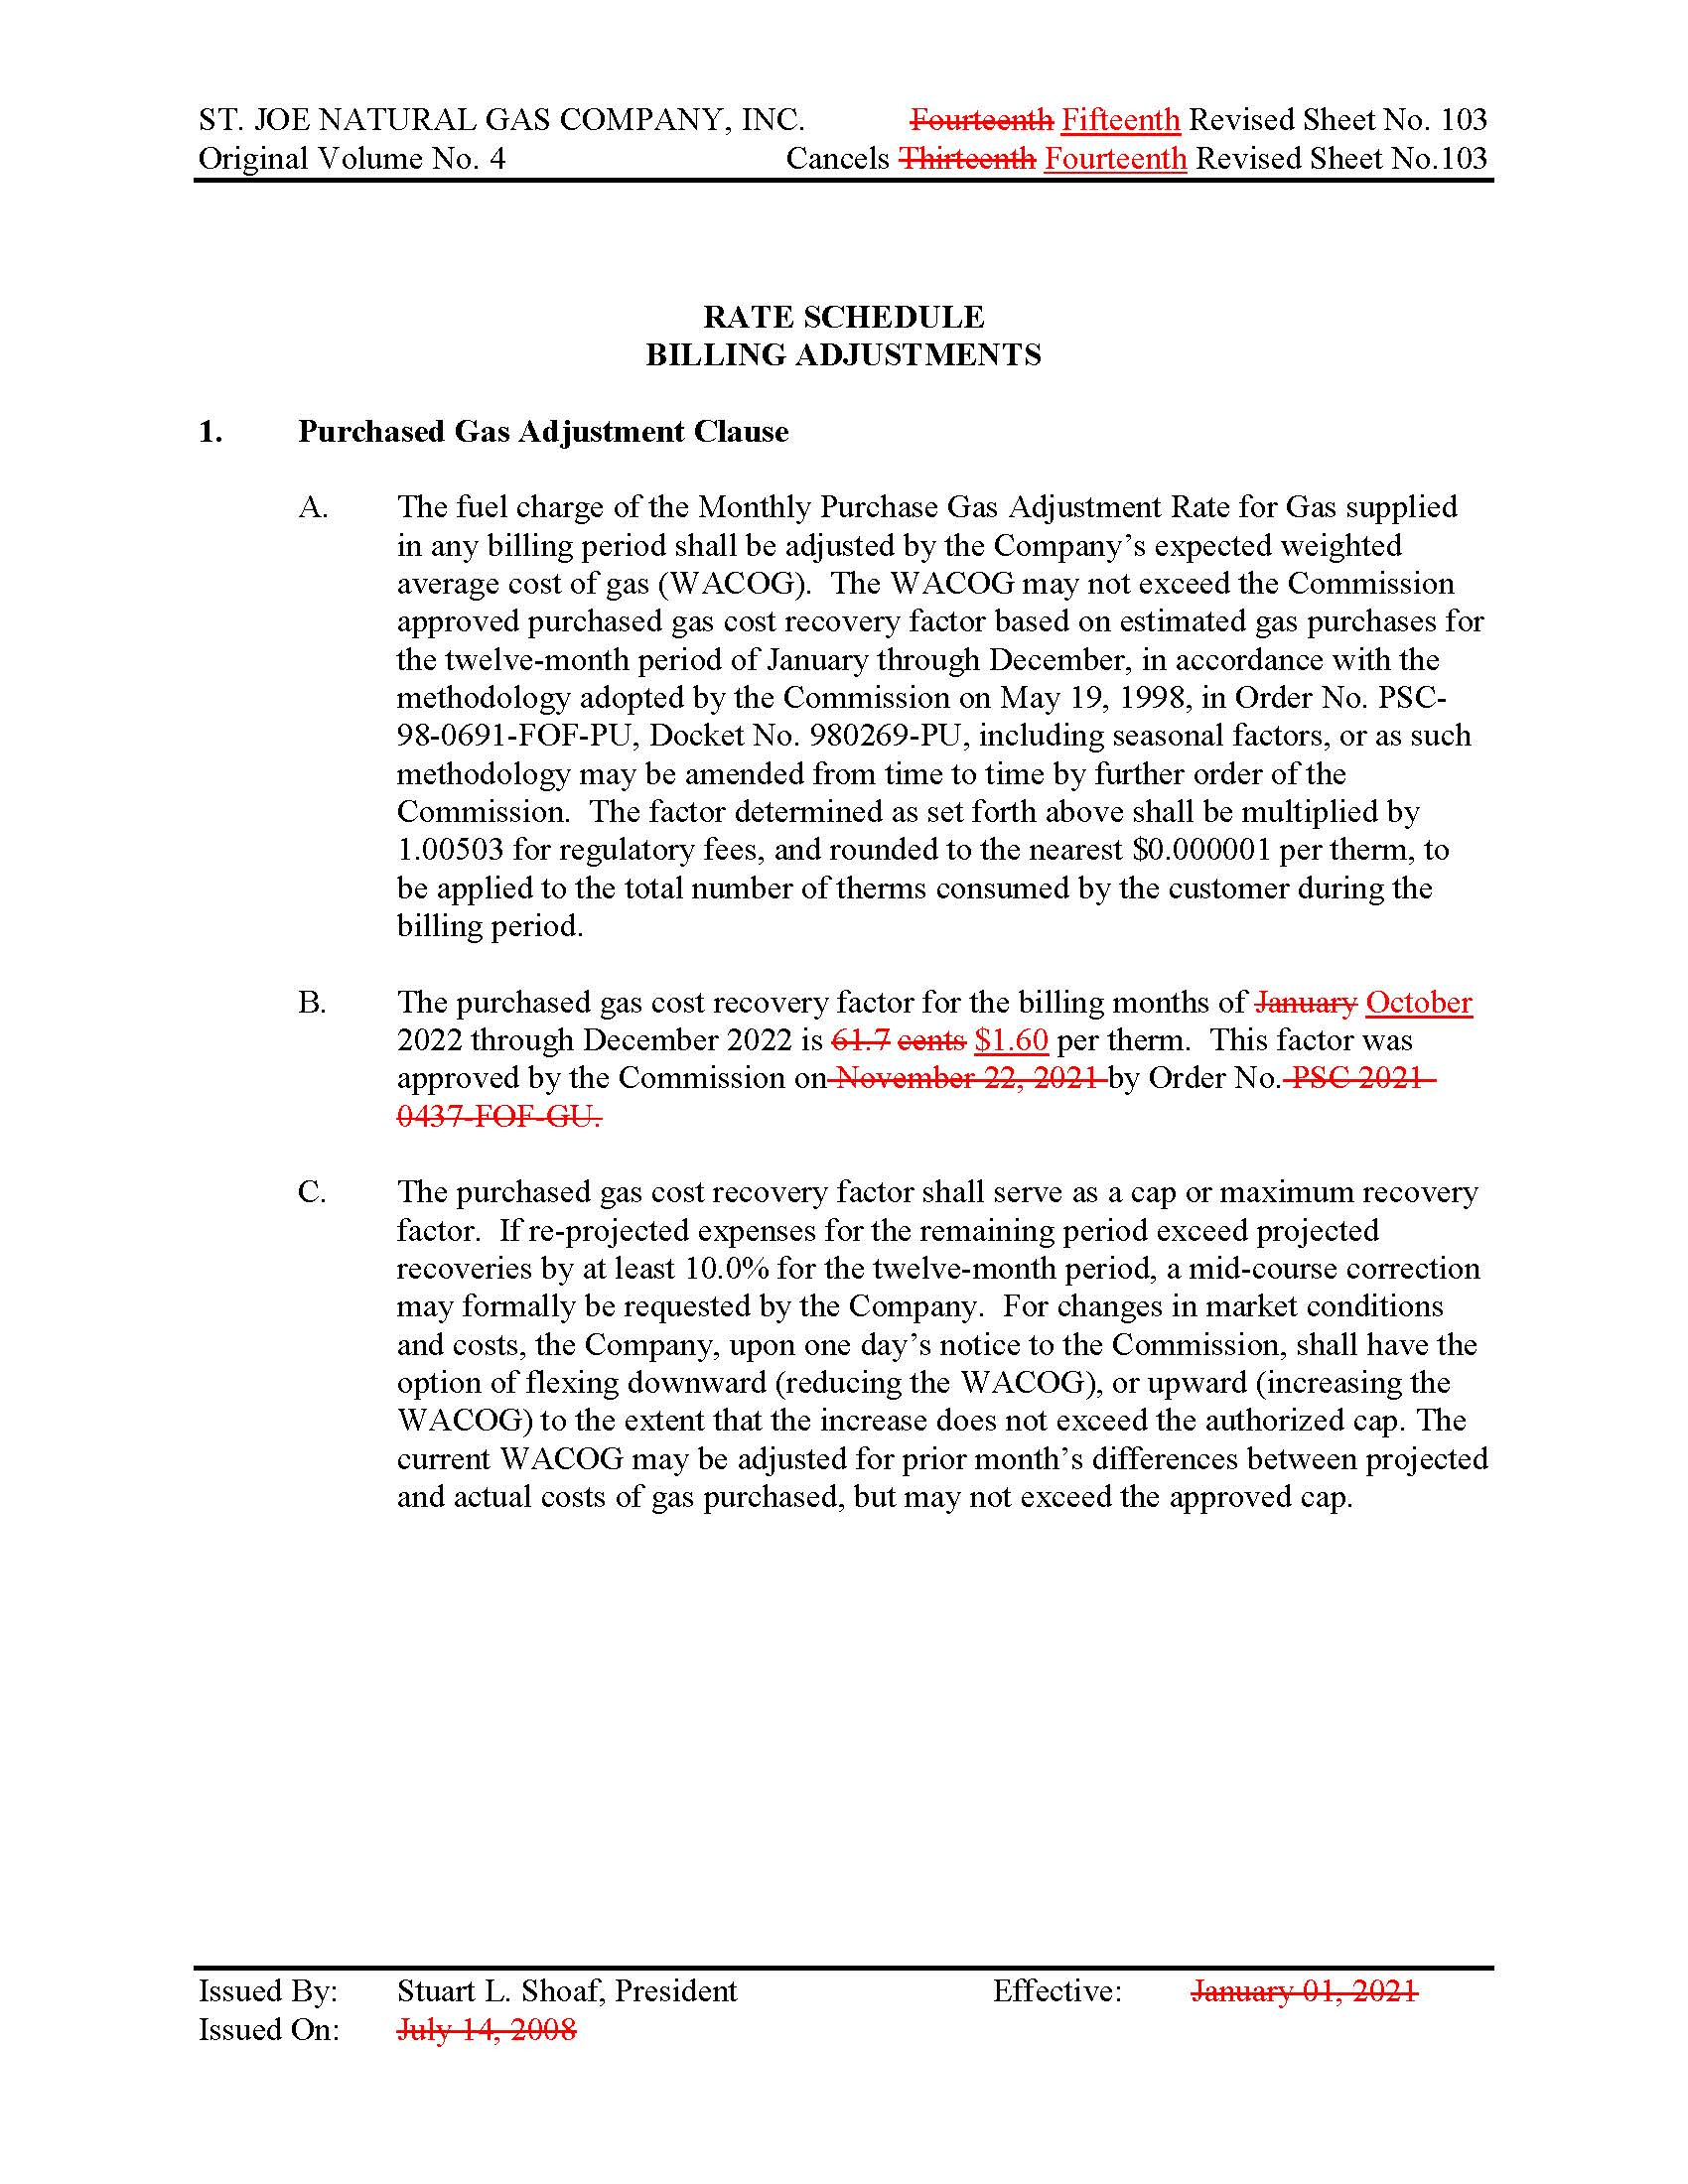 ST. JOE NATURAL GAS COMPANY, INC. Fourteenth Fifteenth Revised Sheet No. 103
Original Volume No. 4 Cancels Thirteenth Fourteenth Revised Sheet No.103
RATE SCHEDULE
BILLING ADJUSTMENTS
1. Purchased Gas Adjustment Clause
A. The fuel charge of the Monthly Purchase Gas Adjustment Rate for Gas supplied
in any billing period shall be adjusted by the Company’s expected weighted
average cost of gas (WACOG).  The WACOG may not exceed the Commission
approved purchased gas cost recovery factor based on estimated gas purchases for
the twelve-month period of January through December, in accordance with the
methodology adopted by the Commission on May 19, 1998, in Order No. PSC-
98-0691-FOF-PU, Docket No. 980269-PU, including seasonal factors, or as such
methodology may be amended from time to time by further order of the
Commission.  The factor determined as set forth above shall be multiplied by
1.00503 for regulatory fees, and rounded to the nearest $0.000001 per therm, to
be applied to the total number of therms consumed by the customer during the
billing period.
B. The purchased gas cost recovery factor for the billing months of January October
2022 through December 2022 is 61.7 cents $1.60 per therm.  This factor was
approved by the Commission on November 22, 2021 by Order No. PSC-2021-
0437-FOF-GU.
C. The purchased gas cost recovery factor shall serve as a cap or maximum recovery
factor.  If re-projected expenses for the remaining period exceed projected
recoveries by at least 10.0% for the twelve-month period, a mid-course correction
may formally be requested by the Company.  For changes in market conditions
and costs, the Company, upon one day’s notice to the Commission, shall have the
option of flexing downward (reducing the WACOG), or upward (increasing the
WACOG) to the extent that the increase does not exceed the authorized cap. The
current WACOG may be adjusted for prior month’s differences between projected
and actual costs of gas purchased, but may not exceed the approved cap.
Issued By: Stuart L. Shoaf, President Effective: January 01, 2021
Issued On: July 14, 2008